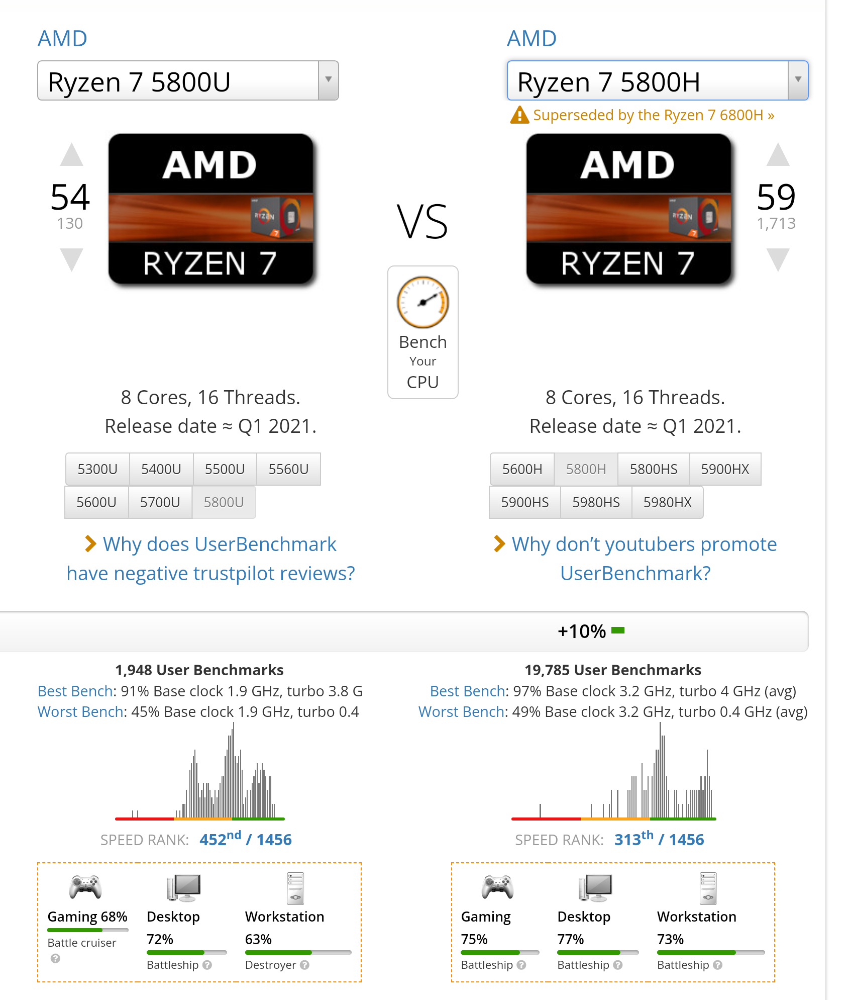 AMD
Ryzen 7 5800U
54
130
AMD
RYZEN
7
RYZEN 7
8 Cores, 16 Threads.
Release date ≈ Q1 2021.
5300U 5400U 5500U 5560U
5600U 5700U 5800U
Why does UserBenchmark
have negative trustpilot reviews?
VS
Bench
Your
CPU
AMD
Ryzen 7 5800H
Superseded by the Ryzen 7 6800H »
AMD
RYZEN
7
RYZEN 7
59
1,713
8 Cores, 16 Threads.
Release date ≈ Q1 2021.
5600H 5800H 5800HS 5900HX
5900HS 5980HS 5980HX
Why don’t youtubers promote
UserBenchmark?
+10%
1,948 User Benchmarks
Best Bench: 91% Base clock 1.9 GHz, turbo 3.8 G
Worst Bench: 45% Base clock 1.9 GHz, turbo 0.4
SPEED RANK: 452nd / 1456
Gaming 68%
Battle cruiser
?
Desktop
72%
Battleship ?
Workstation
63%
Destroyer ?
19,785 User Benchmarks
Best Bench: 97% Base clock 3.2 GHz, turbo 4 GHz (avg)
Worst Bench: 49% Base clock 3.2 GHz, turbo 0.4 GHz (avg)
SPEED RANK: 313th / 1456
Gaming
75%
Battleship ?
Desktop
77%
Battleship ?
Workstation
73%
Battleship ?